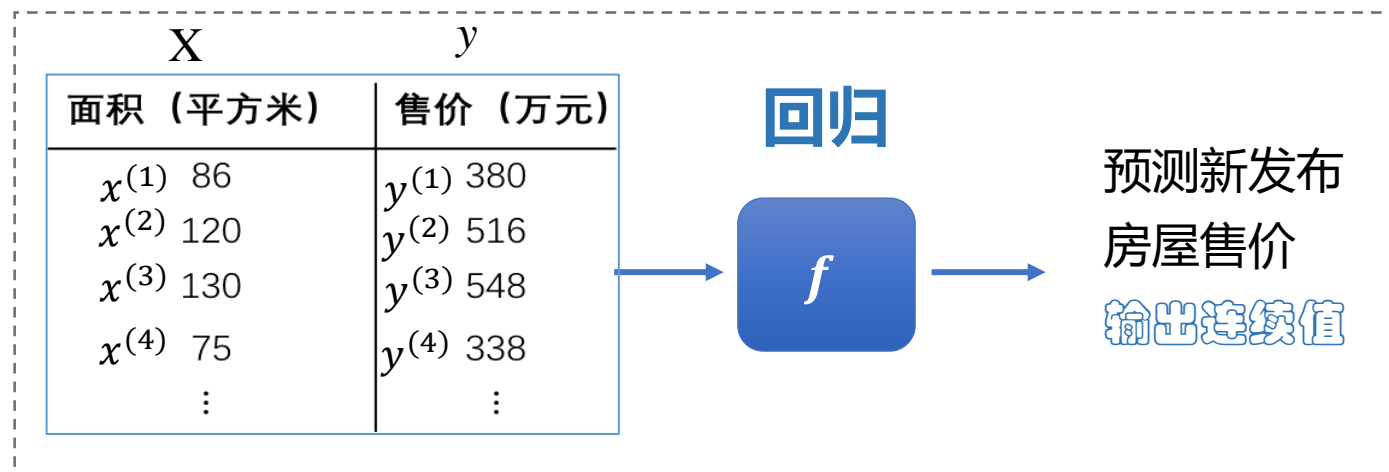 X y
面积（平方米） 售价（万元）
x^(1) 86 y^(1) 380
x^(2) 120 y^(2) 516
x^(3) 130 y^(3) 548
x^(4) 75 y^(4) 338
⋮ ⋮
回归
f
预测新发布
房屋售价
输出连续值